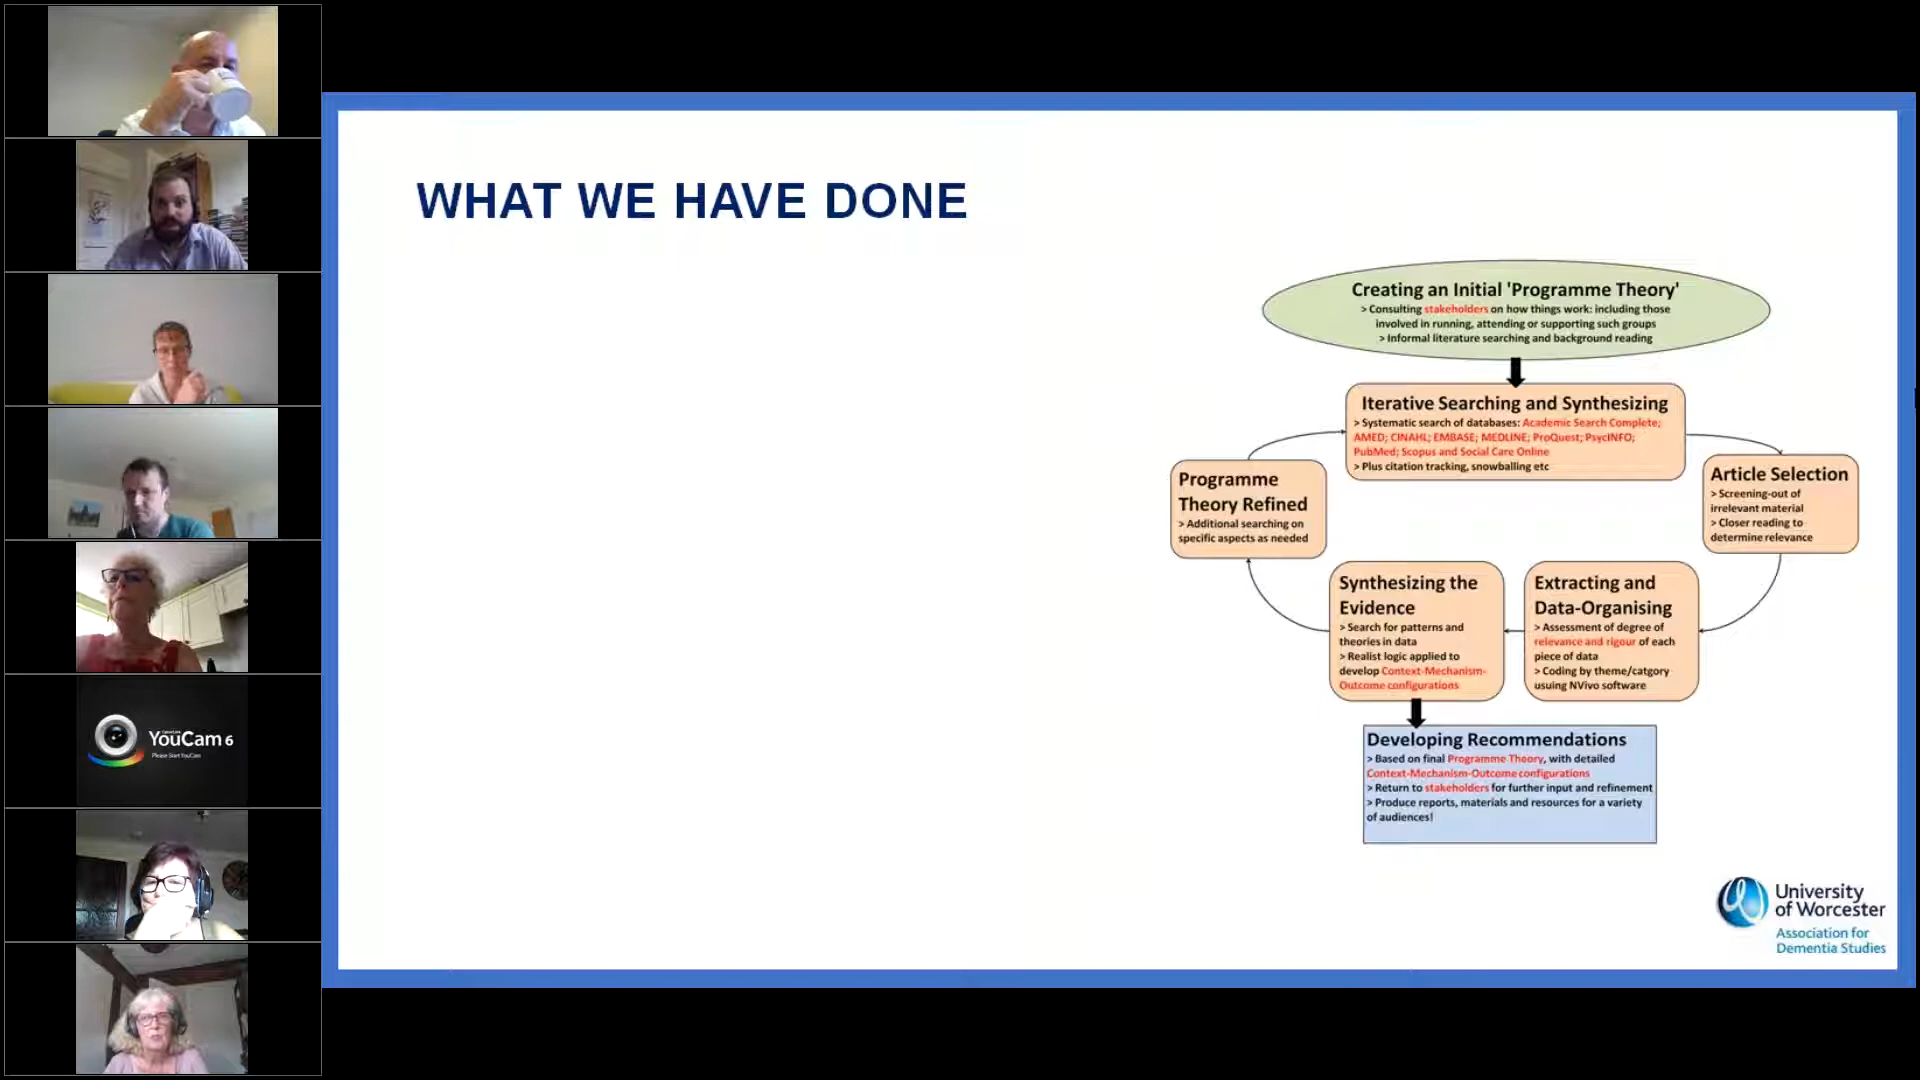 WHAT WE HAVE DONE
Creating an Initial 'Programme Theory'
> Consulting stakeholders on how things work: including those
involved in running, attending or supporting such groups
> Informal literature searching and background reading
Iterative Searching and Synthesizing
> Systematic search of databases: Academic Search Complete;
AMED; CINAHL; EMBASE; MEDLINE; ProQuest; PsycINFO;
PubMed; Scopus and Social Care Online
> Plus citation tracking, snowballing etc
Article Selection
> Screening-out of
irrelevant material
> Closer reading to
determine relevance
Extracting and
Data-Organising
> Assessment of degree of
relevance and rigour of each
piece of data
> Coding by theme/catgory
usuing NVivo software
Synthesizing the
Evidence
> Search for patterns and
theories in data
> Realist logic applied to
develop Context-Mechanism-
Outcome configurations
Programme
Theory Refined
> Additional searching on
specific aspects as needed
Developing Recommendations
> Based on final Programme Theory, with detailed
Context-Mechanism-Outcome configurations
> Return to stakeholders for further input and refinement
> Produce reports, materials and resources for a variety
of audiences!
University
of Worcester
Association for
Dementia Studies
YouCam 6
Please Start YouCam